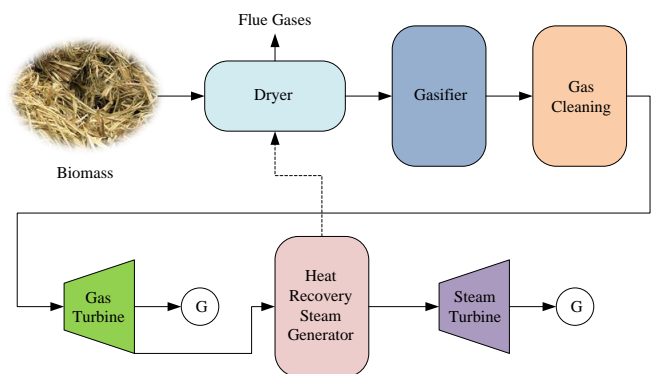 Flue Gases
Dryer
Gasifier
Gas
Cleaning
Biomass
Gas
Turbine
G
Heat
Recovery
Steam
Generator
Steam
Turbine
G